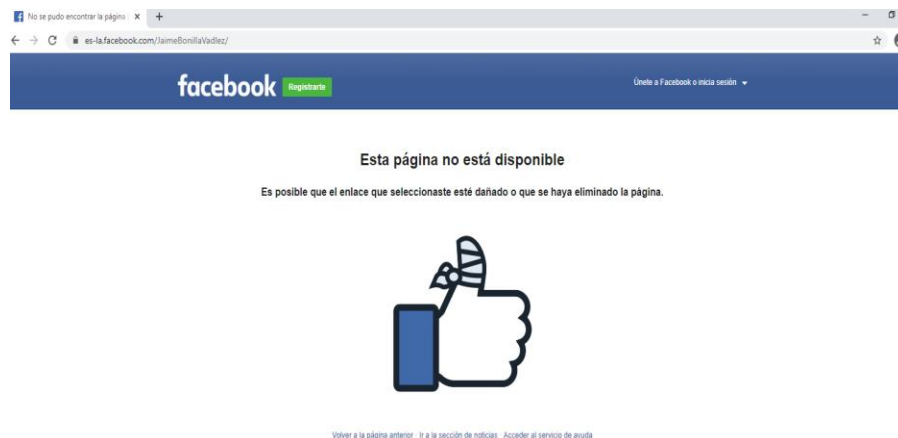 No se pudo encontrar la página
es-la.facebook.com/JaimeBonillaVadlez/
facebook Registrarte
Únete a Facebook o inicia sesión
Esta página no está disponible
Es posible que el enlace que seleccionaste esté dañado o que se haya eliminado la página.
Volver a la página anterior · Ir a la sección de noticias · Acceder al servicio de ayuda